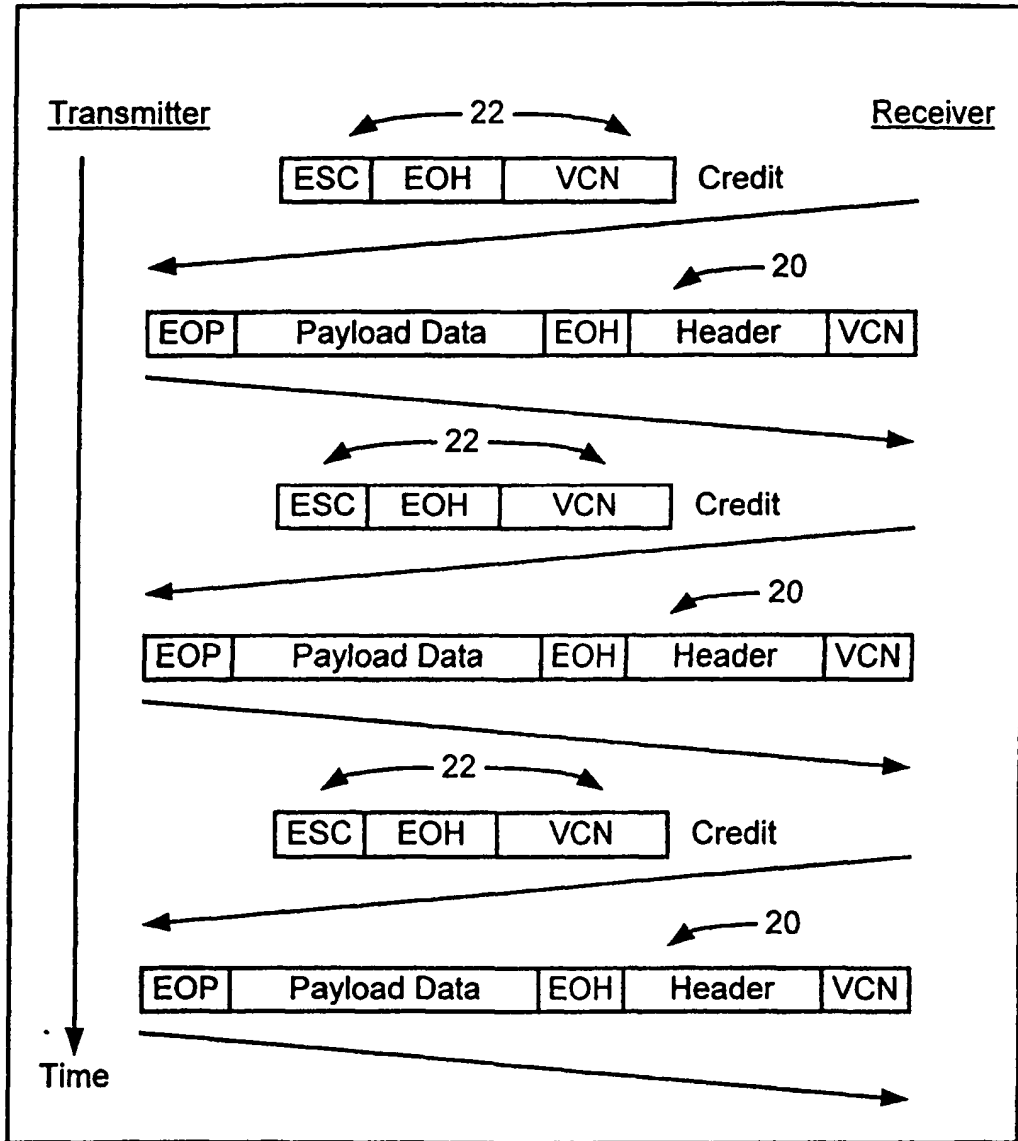 22
Transmitter Receiver
ESC EOH VCN Credit
20
EOP Payload Data EOH Header VCN
22
ESC EOH VCN Credit
20
EOP Payload Data EOH Header VCN
22
ESC EOH VCN Credit
20
EOP Payload Data EOH Header VCN
Time